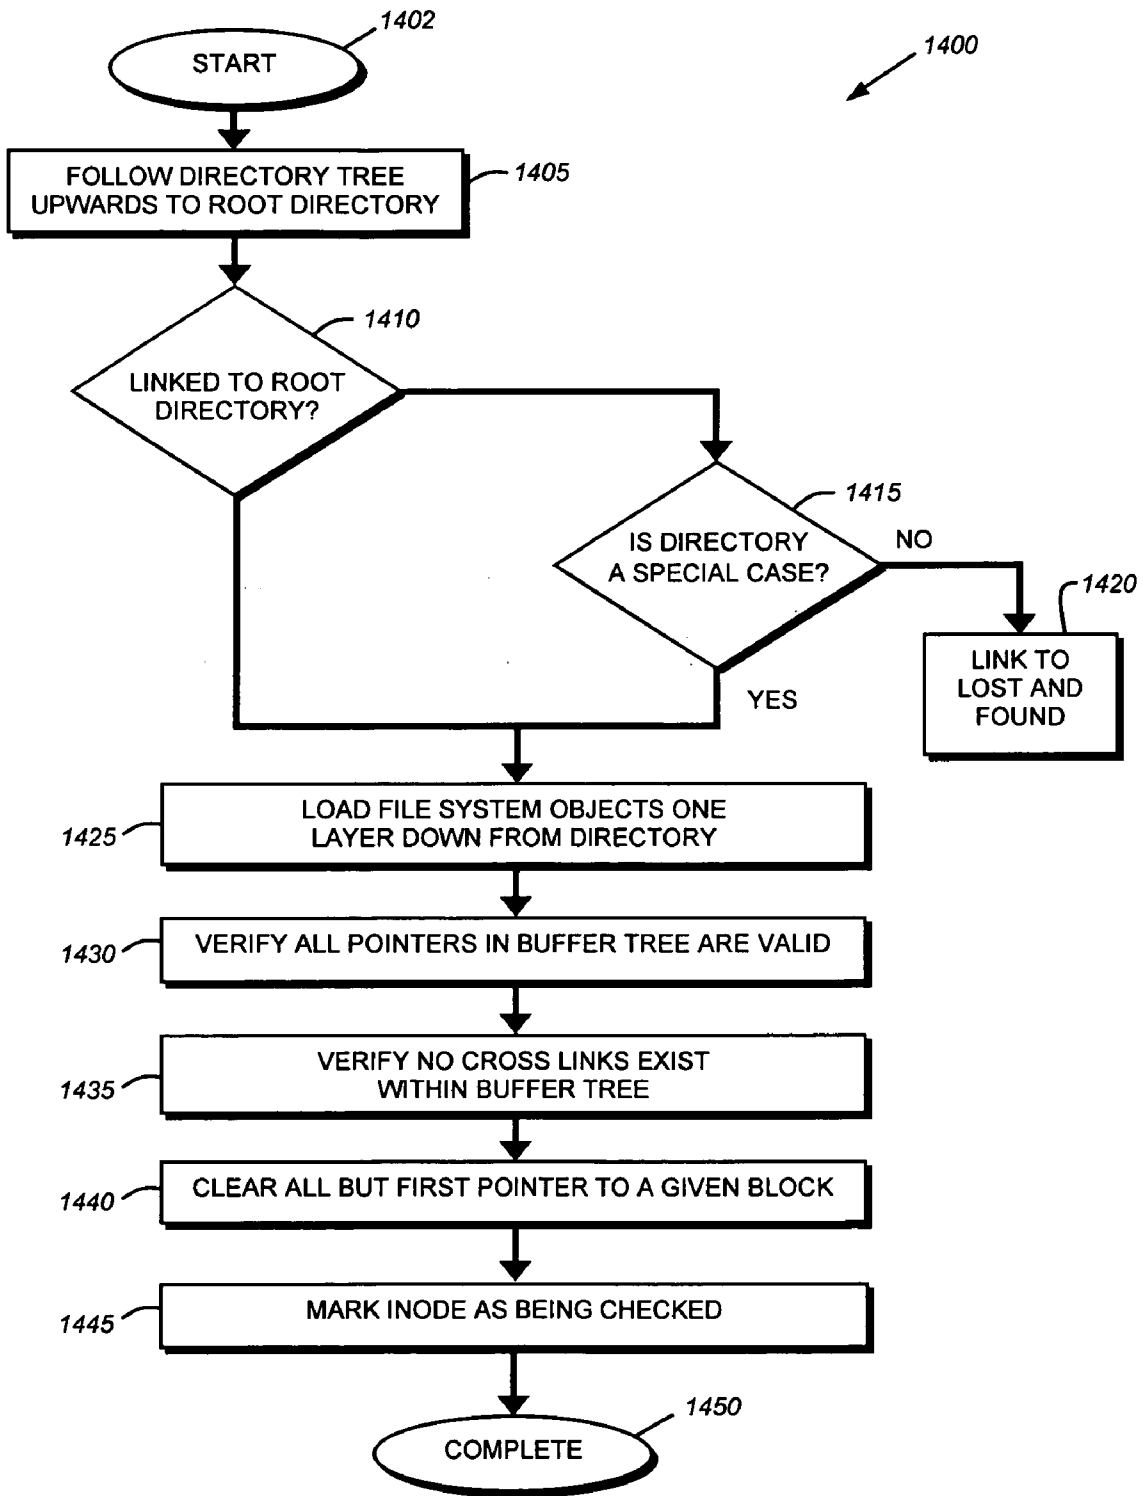 1402
START
1400
FOLLOW DIRECTORY TREE
UPWARDS TO ROOT DIRECTORY
1405
1410
LINKED TO ROOT
DIRECTORY?
1415
IS DIRECTORY
A SPECIAL CASE?
NO
1420
LINK TO
LOST AND
FOUND
YES
LOAD FILE SYSTEM OBJECTS ONE
LAYER DOWN FROM DIRECTORY
1425
VERIFY ALL POINTERS IN BUFFER TREE ARE VALID
1430
VERIFY NO CROSS LINKS EXIST
WITHIN BUFFER TREE
1435
CLEAR ALL BUT FIRST POINTER TO A GIVEN BLOCK
1440
MARK INODE AS BEING CHECKED
1445
1450
COMPLETE